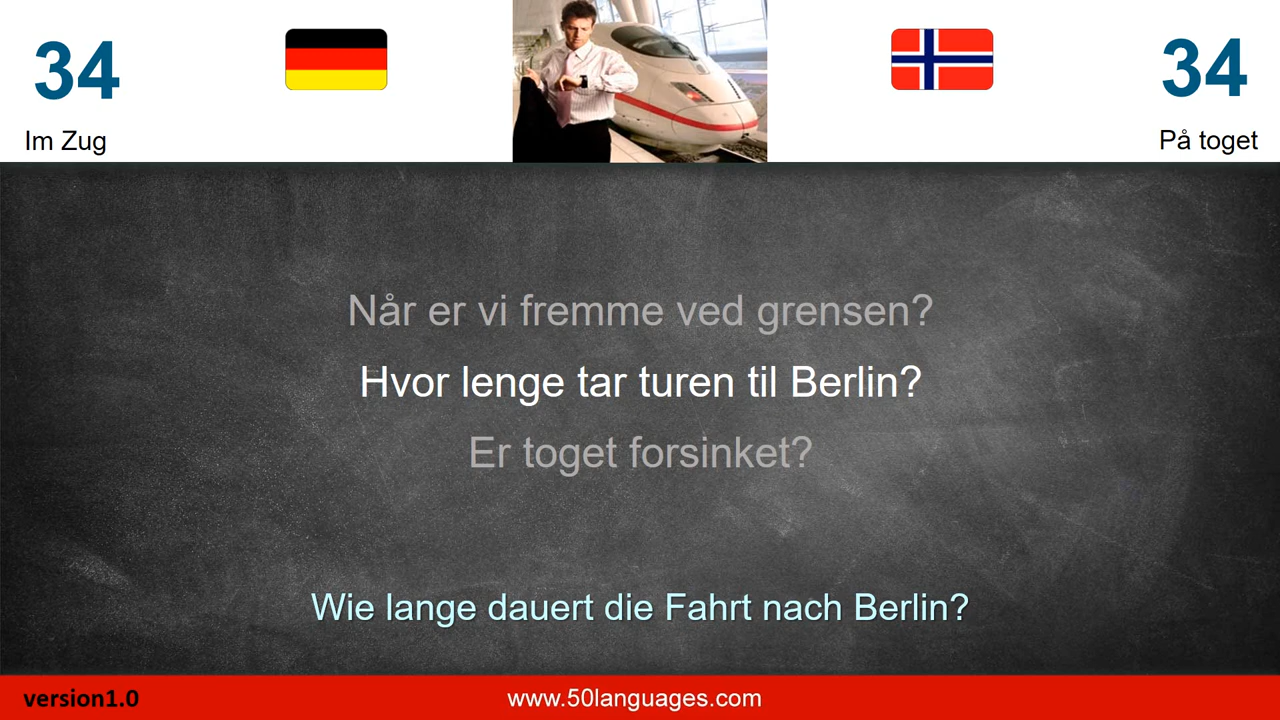 34
34
Im Zug
På toget
Når er vi fremme ved grensen?
Hvor lenge tar turen til Berlin?
Er toget forsinket?
Wie lange dauert die Fahrt nach Berlin?
version1.0
www.50languages.com